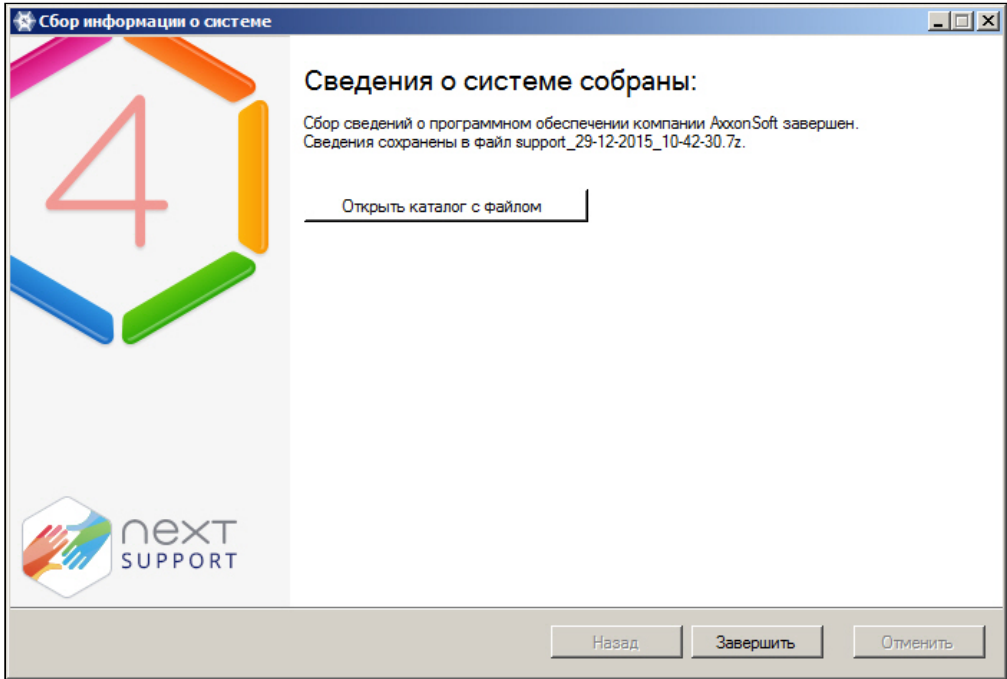 Сбор информации о системе
4
Сведения о системе собраны:
Сбор сведений о программном обеспечении компании AxxonSoft завершен.
Сведения сохранены в файл support_29-12-2015_10-42-30.7z.
Открыть каталог с файлом
next
SUPPORT
Назад
Завершить
Отменить